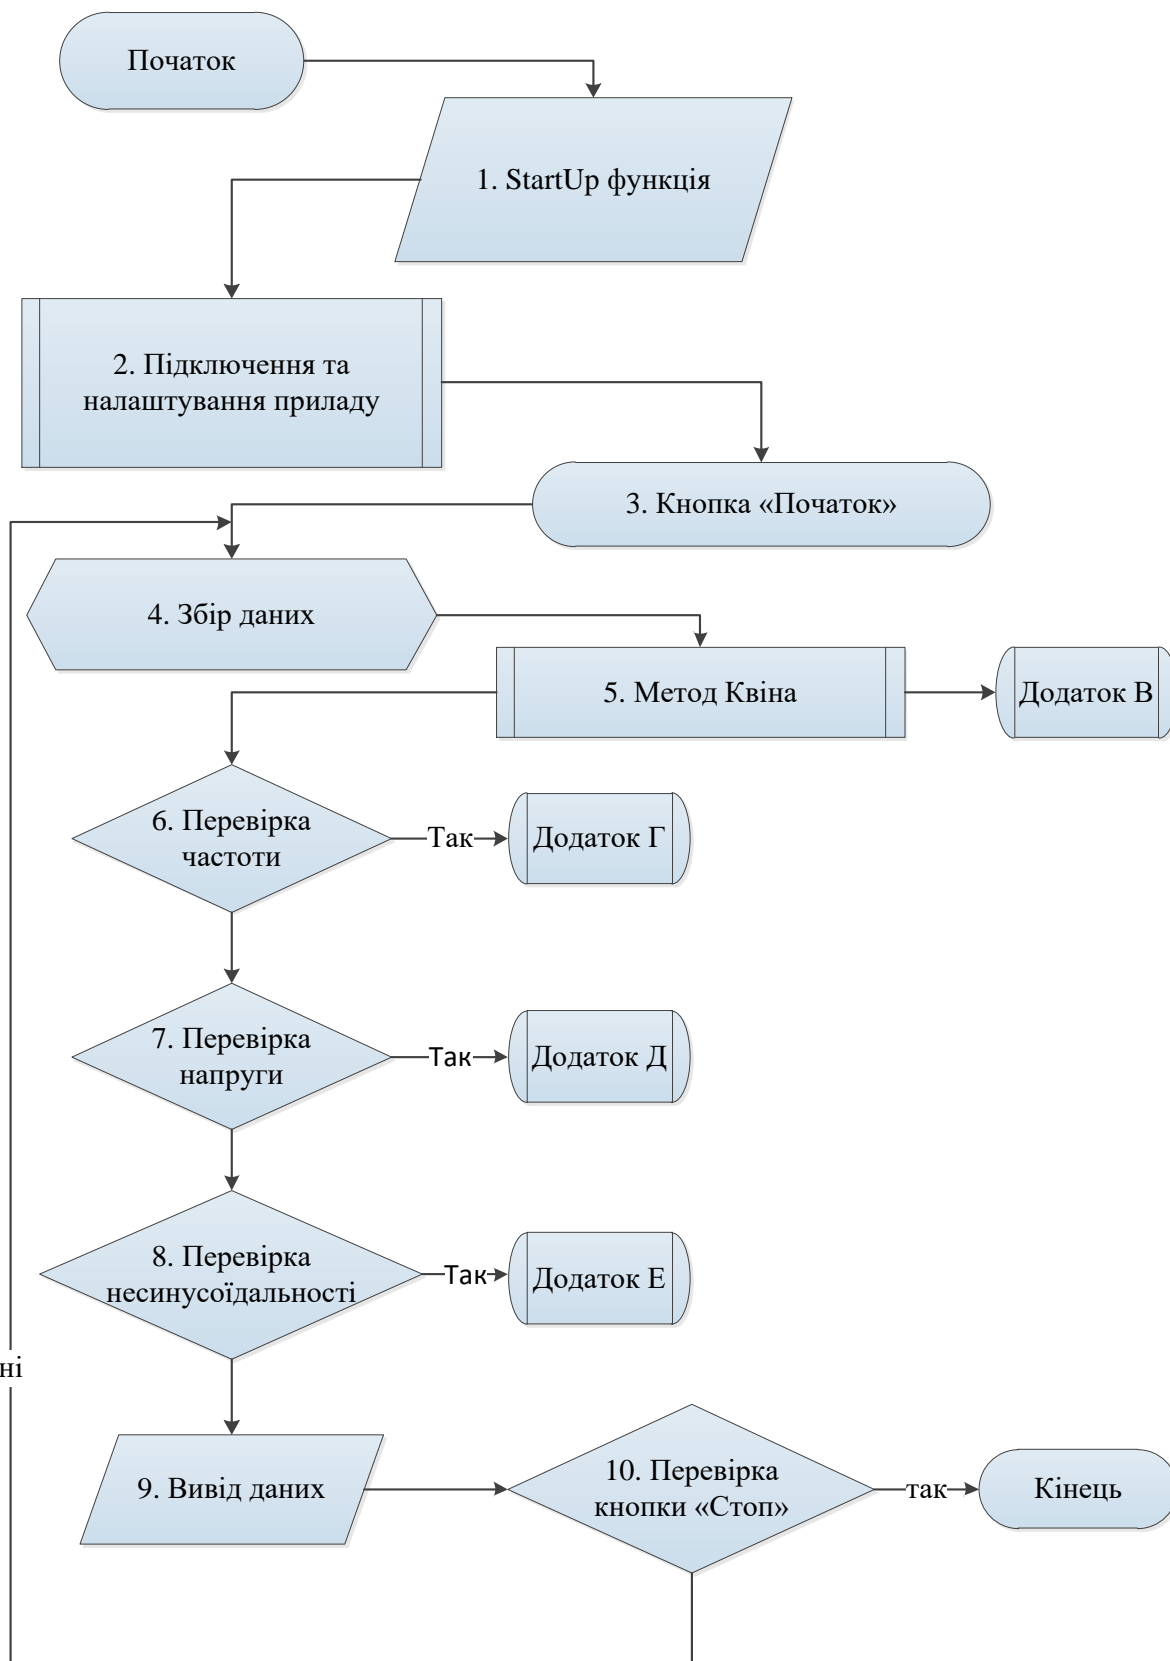 Початок
1. StartUp функція
2. Підключення та
налаштування приладу
3. Кнопка «Початок»
4. Збір даних
5. Метод Квіна
Додаток В
6. Перевірка
частоти
Так
Додаток Г
7. Перевірка
напруги
Так
Додаток Д
8. Перевірка
несинусоїдальності
Так
Додаток Е
ні
9. Вивід даних
10. Перевірка
кнопки «Стоп»
так
Кінець